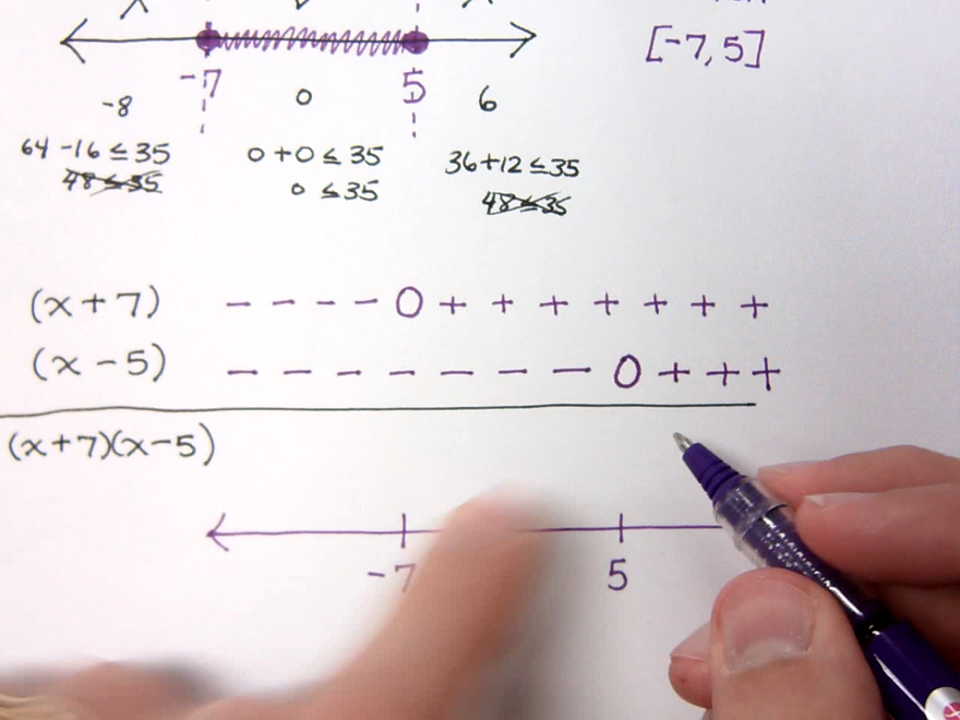 [-7, 5]
-7 5
-8 0 6
64 -16 ≤ 35 0 + 0 ≤ 35 36 + 12 ≤ 35
48 ≤ 35 0 ≤ 35 48 ≤ 35
(x + 7) - - - - 0 + + + + + + +
(x - 5) - - - - - - - 0 + + +
(x+7)(x-5)
-7 5